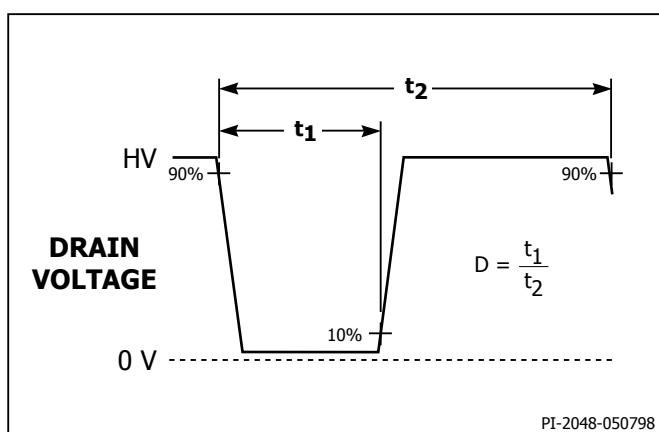 t2
t1
HV
90%
90%
DRAIN
VOLTAGE
D = t1/t2
10%
0 V
PI-2048-050798